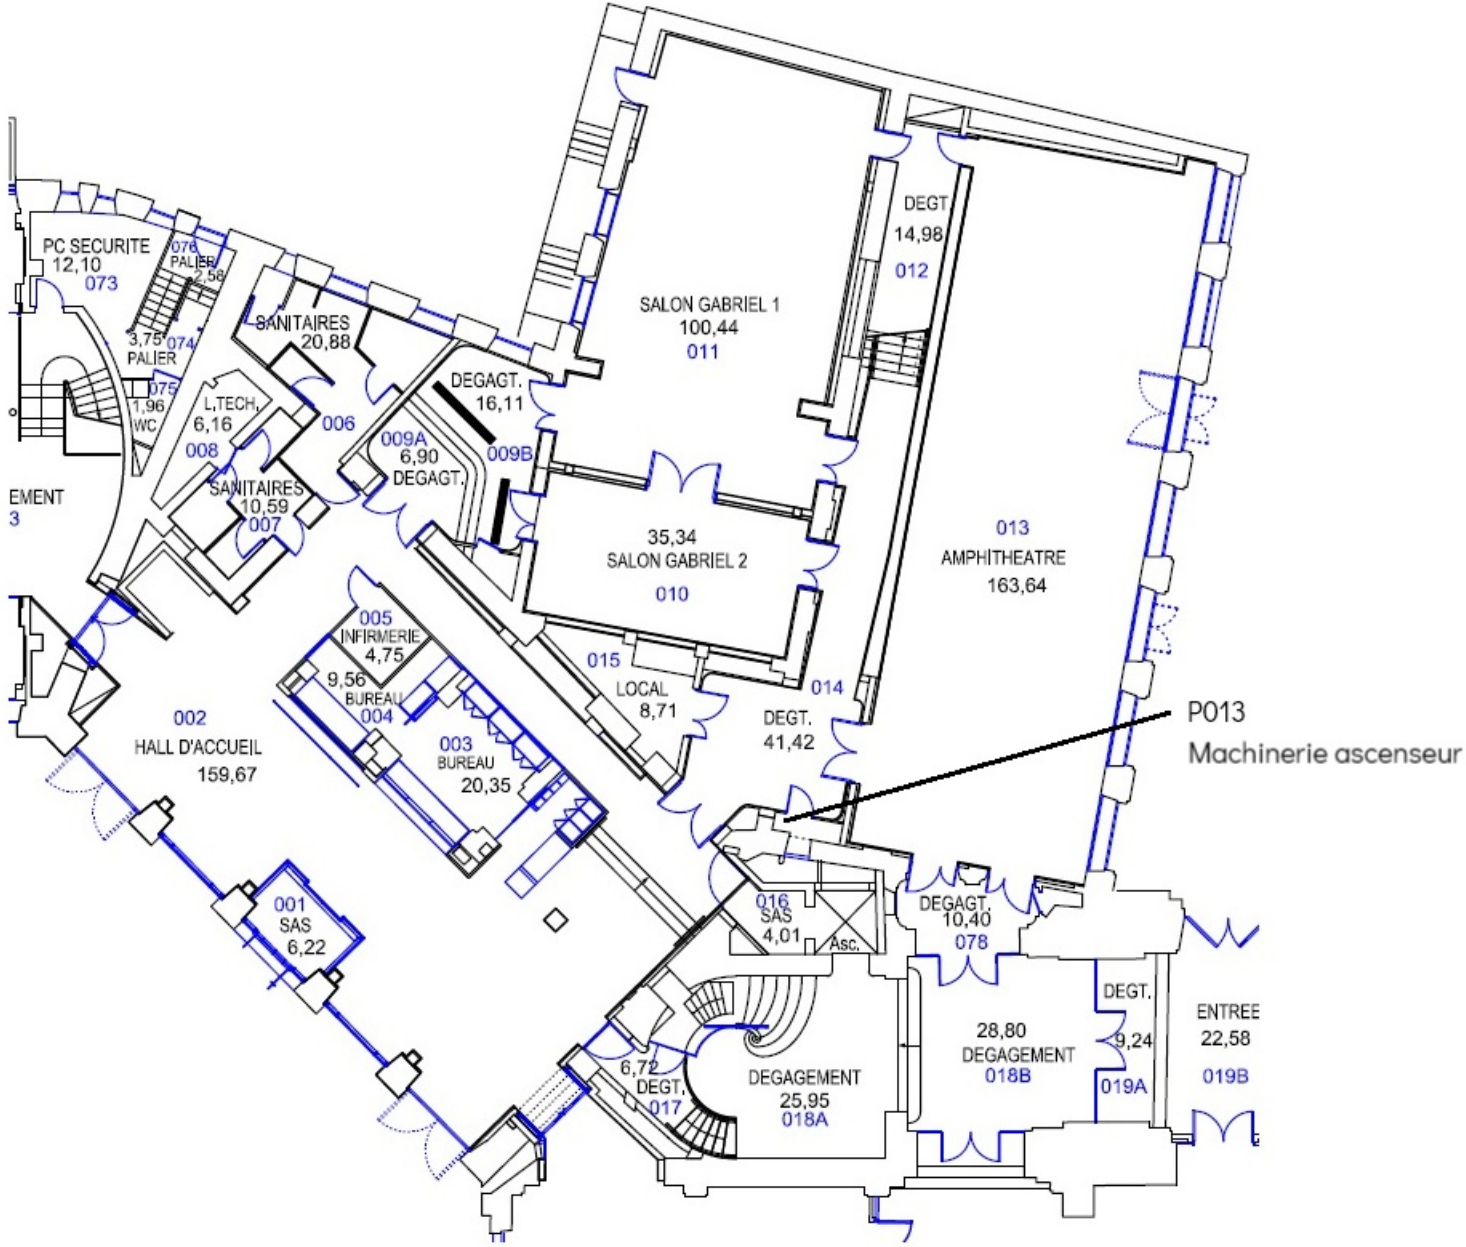 PC SECURITE
12,10
073
076
PALIER
2,58
3,75
074
PALIER
075
1,96
WC
SANITAIRES
20,88
L,TECH,
6,16
008
006
SANITAIRES
10,59
007
EMENT
3
DEGAGT.
16,11
009A
6,90
009B
DEGAGT.
SALON GABRIEL 1
100,44
011
DEGT.
14,98
012
35,34
SALON GABRIEL 2
010
013
AMPHITHEATRE
163,64
005
INFIRMERIE
4,75
9,56
BUREAU
004
003
BUREAU
20,35
002
HALL D'ACCUEIL
159,67
015
LOCAL
8,71
014
DEGT.
41,42
P013
Machinerie ascenseur
001
SAS
6,22
016
SAS
4,01
Asc.
DEGAGT.
10,40
078
6,72
DEGT.
017
DEGAGEMENT
25,95
018A
28,80
DEGAGEMENT
018B
DEGT.
9,24
019A
ENTREE
22,58
019B